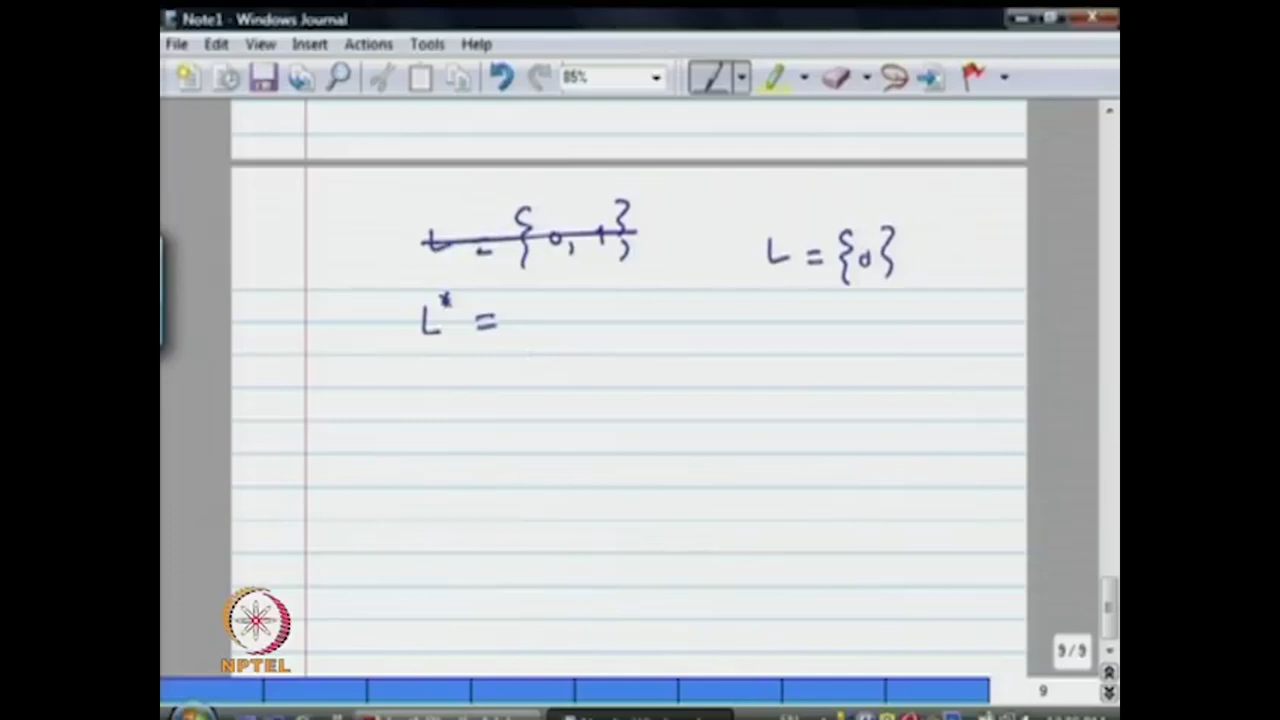 Note1 - Windows Journal
File Edit View Insert Actions Tools Help
85%
L = {0, 1}
L = {0}
L* =
9/9
9
NPTEL